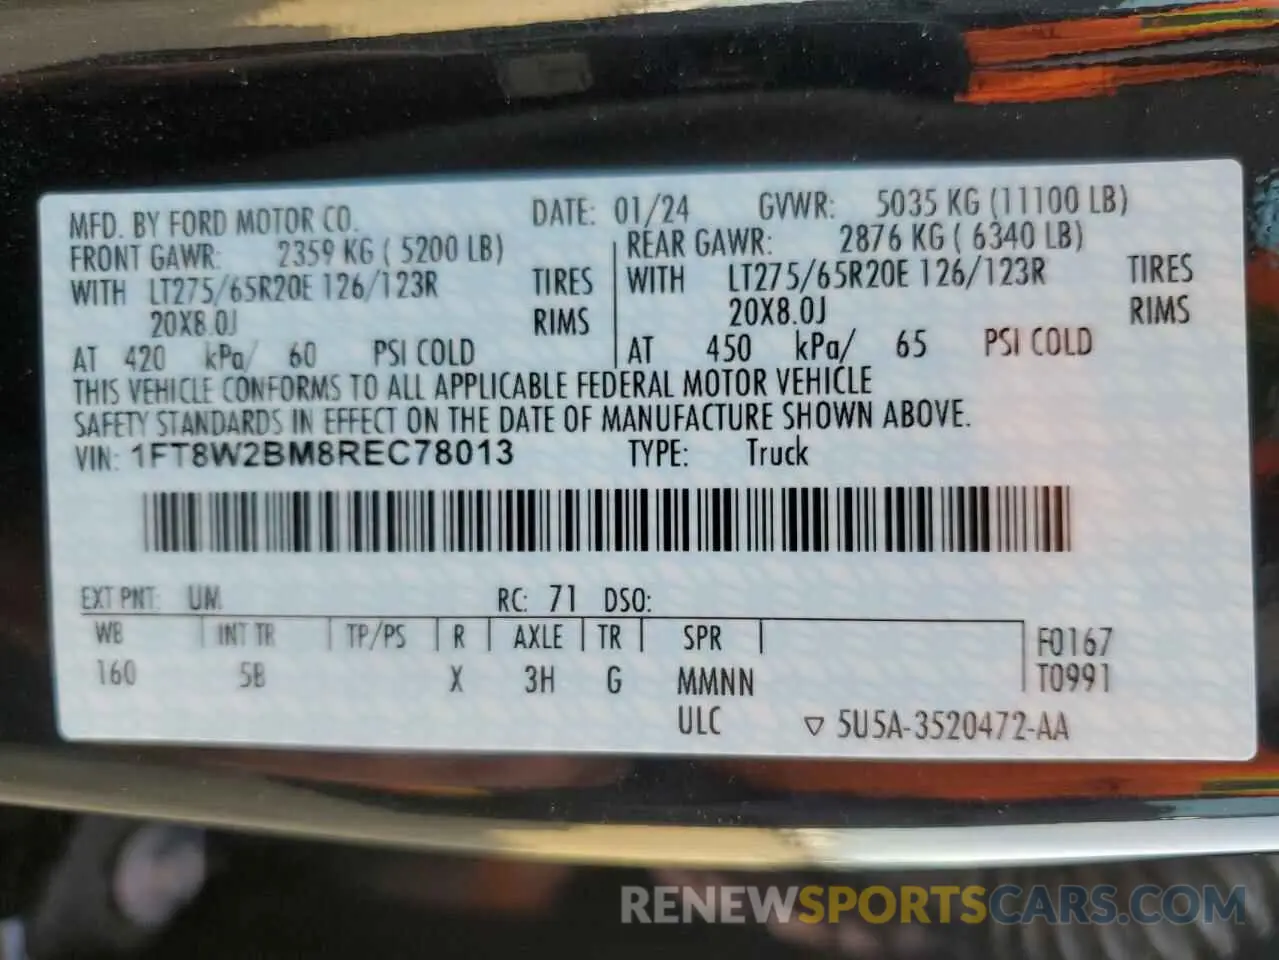 MFD. BY FORD MOTOR CO. DATE: 01/24 GVWR: 5035 KG (11100 LB)
FRONT GAWR: 2359 KG ( 5200 LB) REAR GAWR: 2876 KG ( 6340 LB)
WITH LT275/65R20E 126/123R TIRES WITH LT275/65R20E 126/123R TIRES
20X8.0J RIMS 20X8.0J RIMS
AT 420 kPa/ 60 PSI COLD AT 450 kPa/ 65 PSI COLD
THIS VEHICLE CONFORMS TO ALL APPLICABLE FEDERAL MOTOR VEHICLE
SAFETY STANDARDS IN EFFECT ON THE DATE OF MANUFACTURE SHOWN ABOVE.
VIN: 1FT8W2BM8REC78013 TYPE: Truck
EXT PNT: UM RC: 71 DSO:
WB INT TR TP/PS R AXLE TR SPR F0167
160 5B X 3H G MMNN T0991
ULC ▽ 5U5A-3520472-AA
RENEWSPORTSCARS.COM